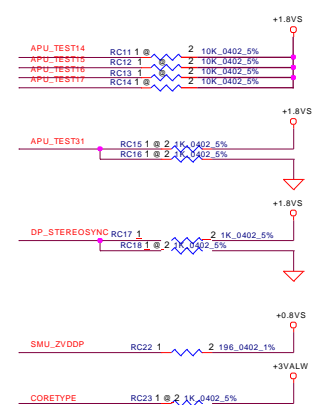 +1.8VS
APU_TEST14 RC11 1 @ 2 10K_0402_5%
APU_TEST15 RC12 1 @ 2 10K_0402_5%
APU_TEST16 RC13 1 @ 2 10K_0402_5%
APU_TEST17 RC14 1 @ 2 10K_0402_5%
+1.8VS
APU_TEST31 RC15 1 @ 2 1K_0402_5%
RC16 1 @ 2 1K_0402_5%
+1.8VS
DP_STEREOSYNC RC17 1 2 1K_0402_5%
RC18 1 @ 2 1K_0402_5%
+0.8VS
SMU_ZVDDP RC22 1 2 196_0402_1%
+3VALW
CORETYPE RC23 1 @ 2 1K_0402_5%